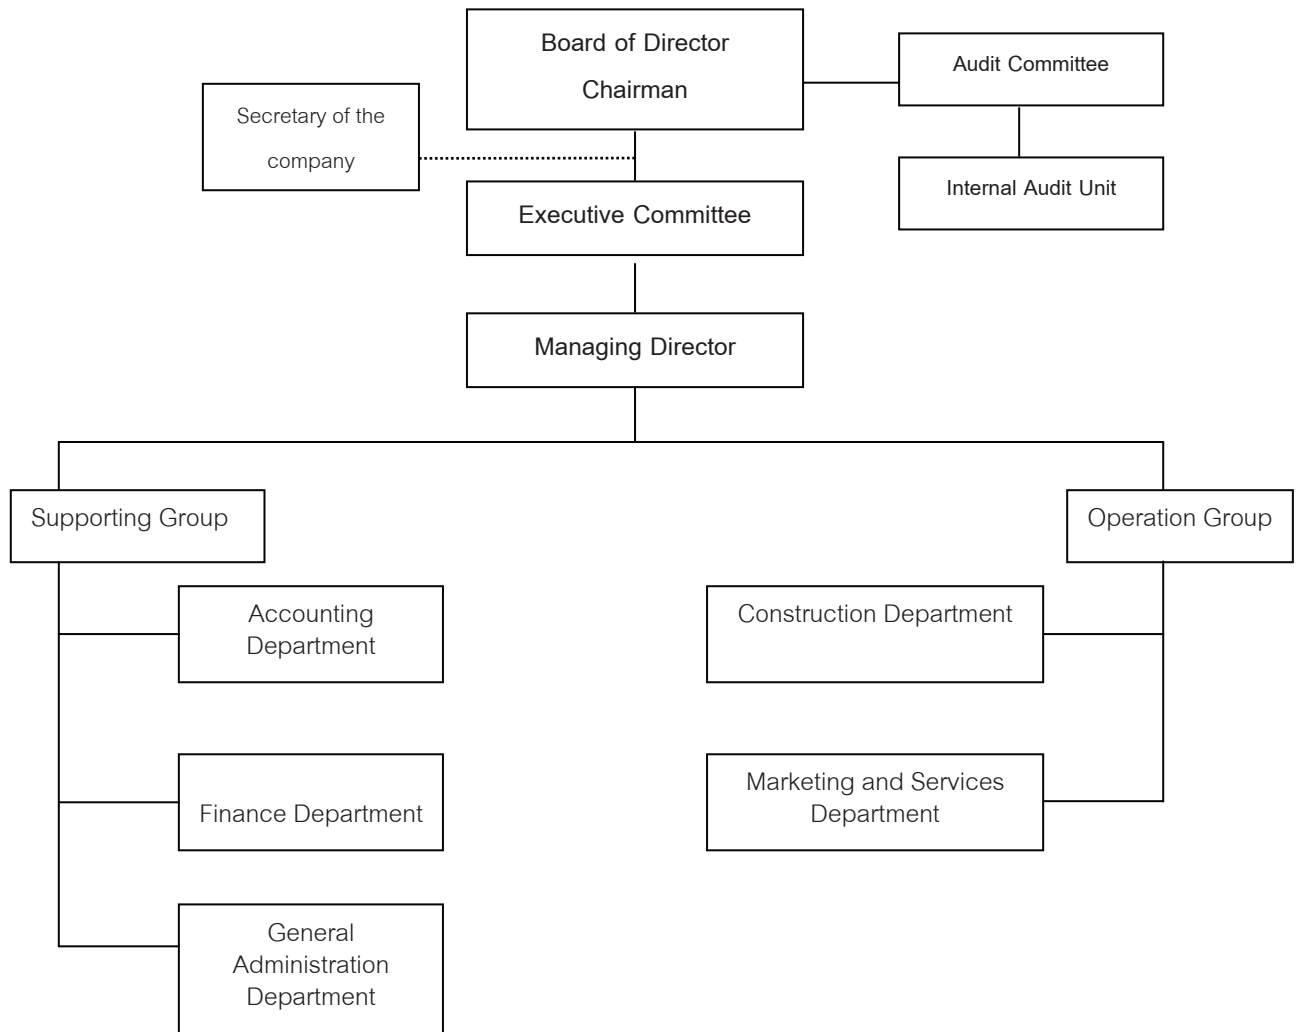 Board of Director
Chairman
Audit Committee
Secretary of the
company
Internal Audit Unit
Executive Committee
Managing Director
Supporting Group
Operation Group
Accounting
Department
Construction Department
Finance Department
Marketing and Services
Department
General
Administration
Department